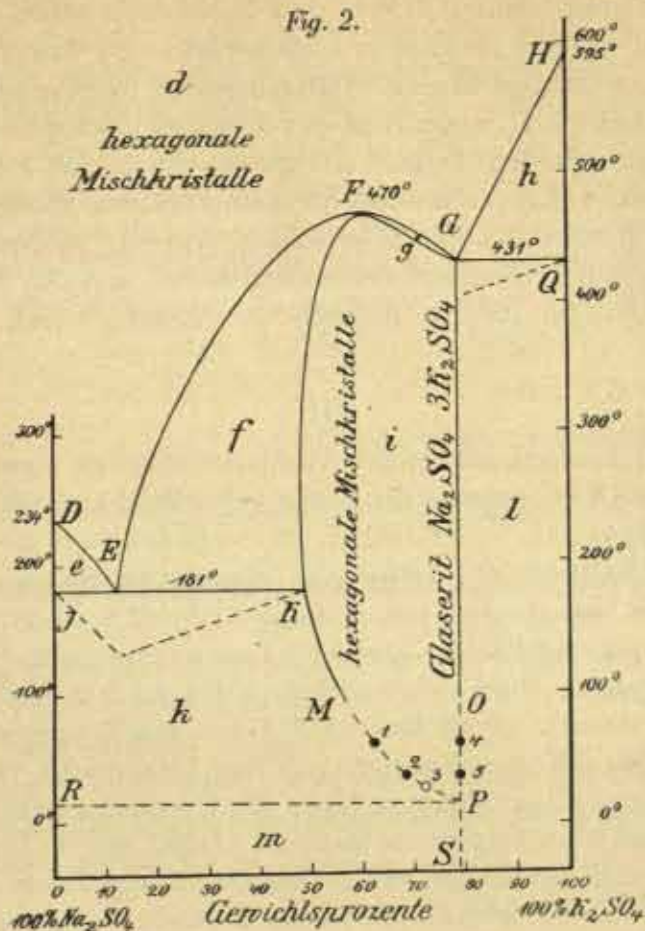 Fig. 2.
d
hexagonale
Mischkristalle
H
600°
595°
h
500°
F 470°
G
g
431°
Q
400°
f
i
hexagonale Mischkristalle
Glaserit Na₂SO₄ 3K₂SO₄
l
300°
300°
D
234°
e
E
200°
200°
181°
J
K
k
100°
M
O
100°
1
2
3
4
5
R
P
0°
0°
m
S
0 10 20 30 40 50 60 70 80 90 100
100% Na₂SO₄ Gewichtsprozente 100% K₂SO₄